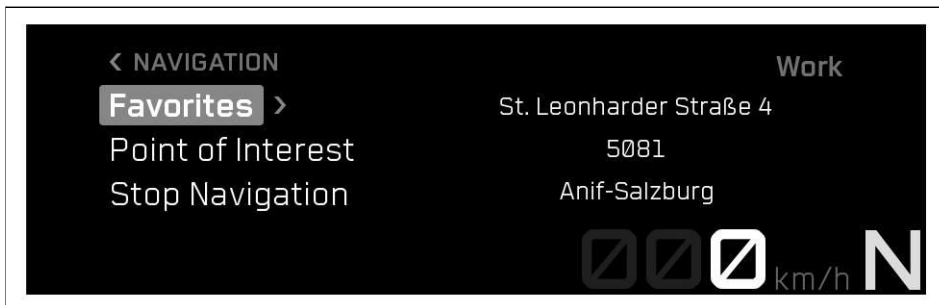 < NAVIGATION
Work
Favorites >
St. Leonharder Straße 4
Point of Interest
5081
Stop Navigation
Anif-Salzburg
000 km/h N